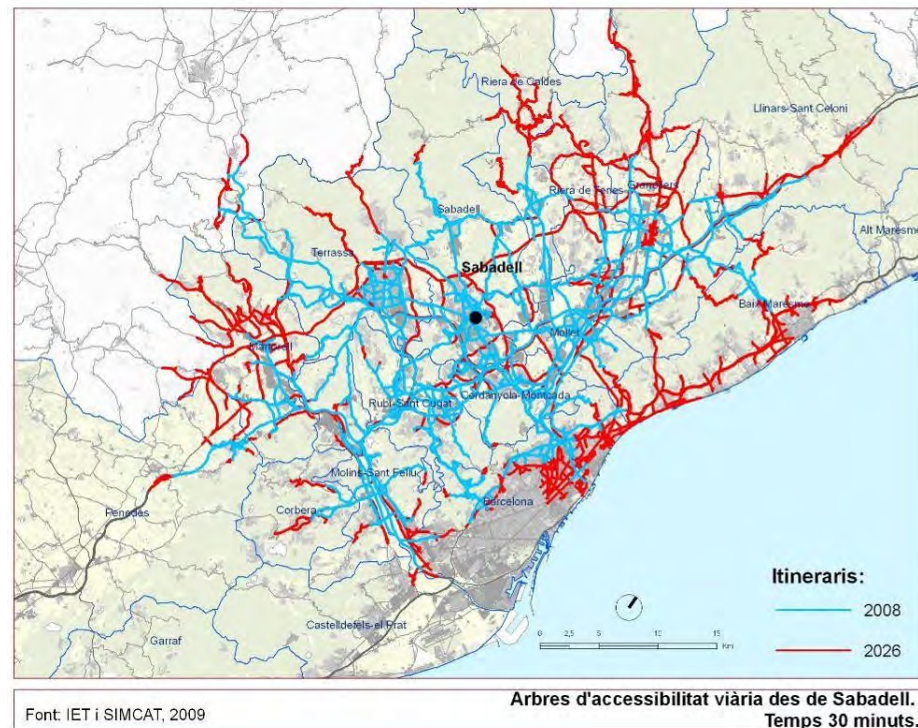 Riera de Caldes
Llinars-Sant Celoni
Riera de Tenes
Granollers
Sabadell
Alt Maresme
Terrassa
Sabadell
Baix Maresme
Mollet
Martorell
Cerdanyola-Montcada
Rubí-Sant Cugat
Molins-Sant Feliu
Barcelona
Penedès
Corbera
Itineraris:
2008
2026
Castelldefels-el Prat
Garraf
0 2,5 5 10 15
Km
Font: IET i SIMCAT, 2009
Arbres d'accessibilitat viària des de Sabadell.
Temps 30 minuts.